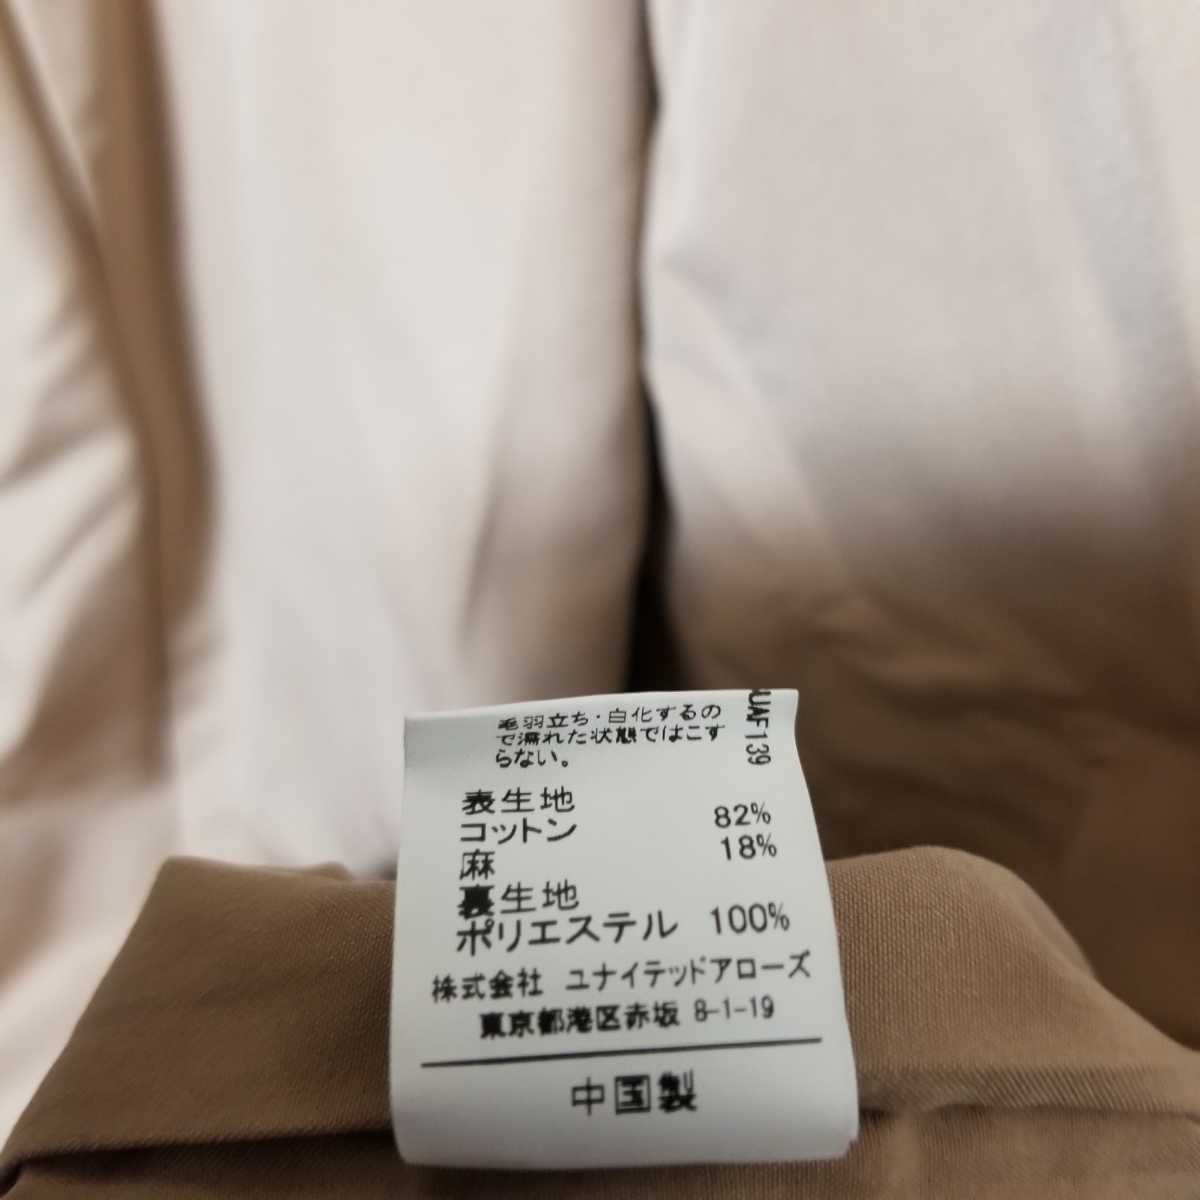 毛羽立ち・白化するの
で濡れた状態ではこす
らない。
UAF139
表生地
コットン 82%
麻 18%
裏生地
ポリエステル 100%
株式会社 ユナイテッドアローズ
東京都港区赤坂 8-1-19
中国製